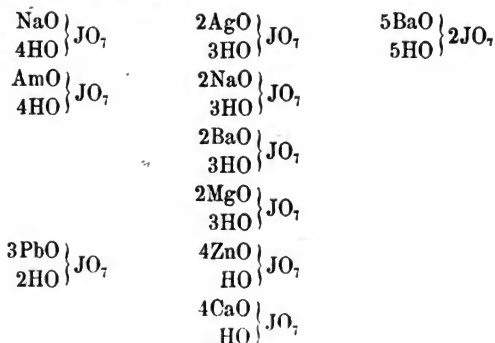 NaO 2AgO 5BaO
4HO } JO₇ 3HO } JO₇ 5HO } 2JO₇
AmO 2NaO
4HO } JO₇ 3HO } JO₇
2BaO
3HO } JO₇
2MgO
3HO } JO₇
3PbO 4ZnO
2HO } JO₇ HO } JO₇
4CaO
HO } JO₇